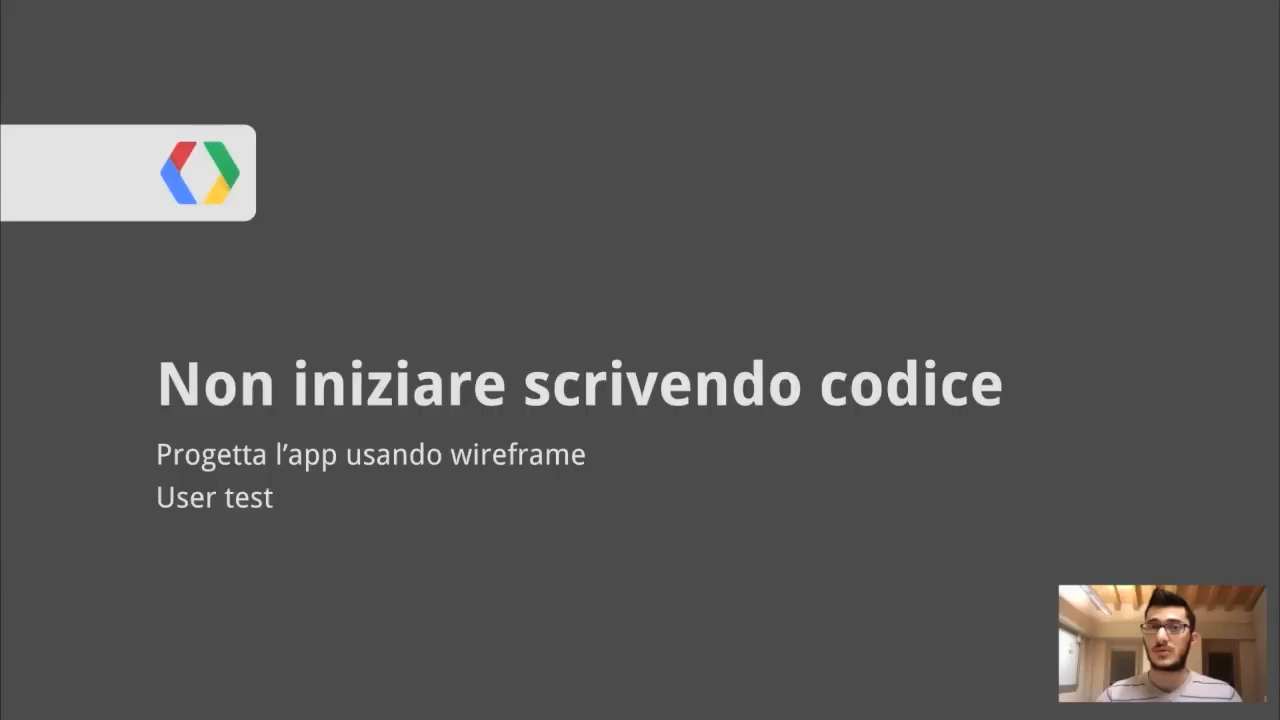 Non iniziare scrivendo codice
Progetta l’app usando wireframe
User test